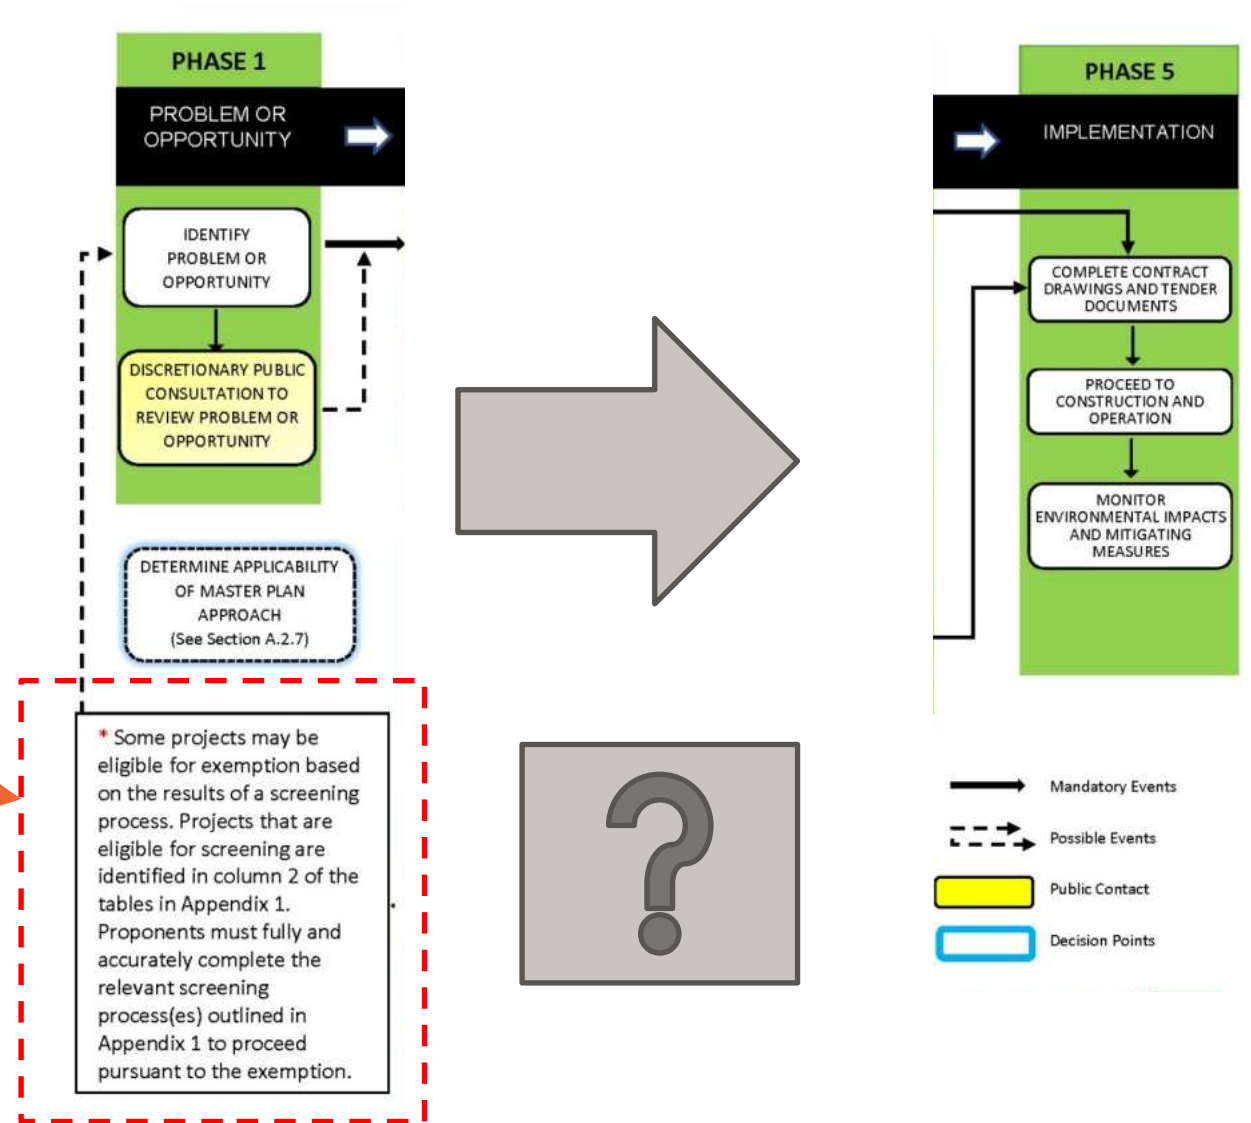 PHASE 1
PROBLEM OR
OPPORTUNITY
IDENTIFY
PROBLEM OR
OPPORTUNITY
DISCRETIONARY PUBLIC
CONSULTATION TO
REVIEW PROBLEM OR
OPPORTUNITY
DETERMINE APPLICABILITY
OF MASTER PLAN
APPROACH
(See Section A.2.7)
* Some projects may be
eligible for exemption based
on the results of a screening
process. Projects that are
eligible for screening are
identified in column 2 of the
tables in Appendix 1.
Proponents must fully and
accurately complete the
relevant screening
process(es) outlined in
Appendix 1 to proceed
pursuant to the exemption.
?
PHASE 5
IMPLEMENTATION
COMPLETE CONTRACT
DRAWINGS AND TENDER
DOCUMENTS
PROCEED TO
CONSTRUCTION AND
OPERATION
MONITOR
ENVIRONMENTAL IMPACTS
AND MITIGATING
MEASURES
Mandatory Events
Possible Events
Public Contact
Decision Points